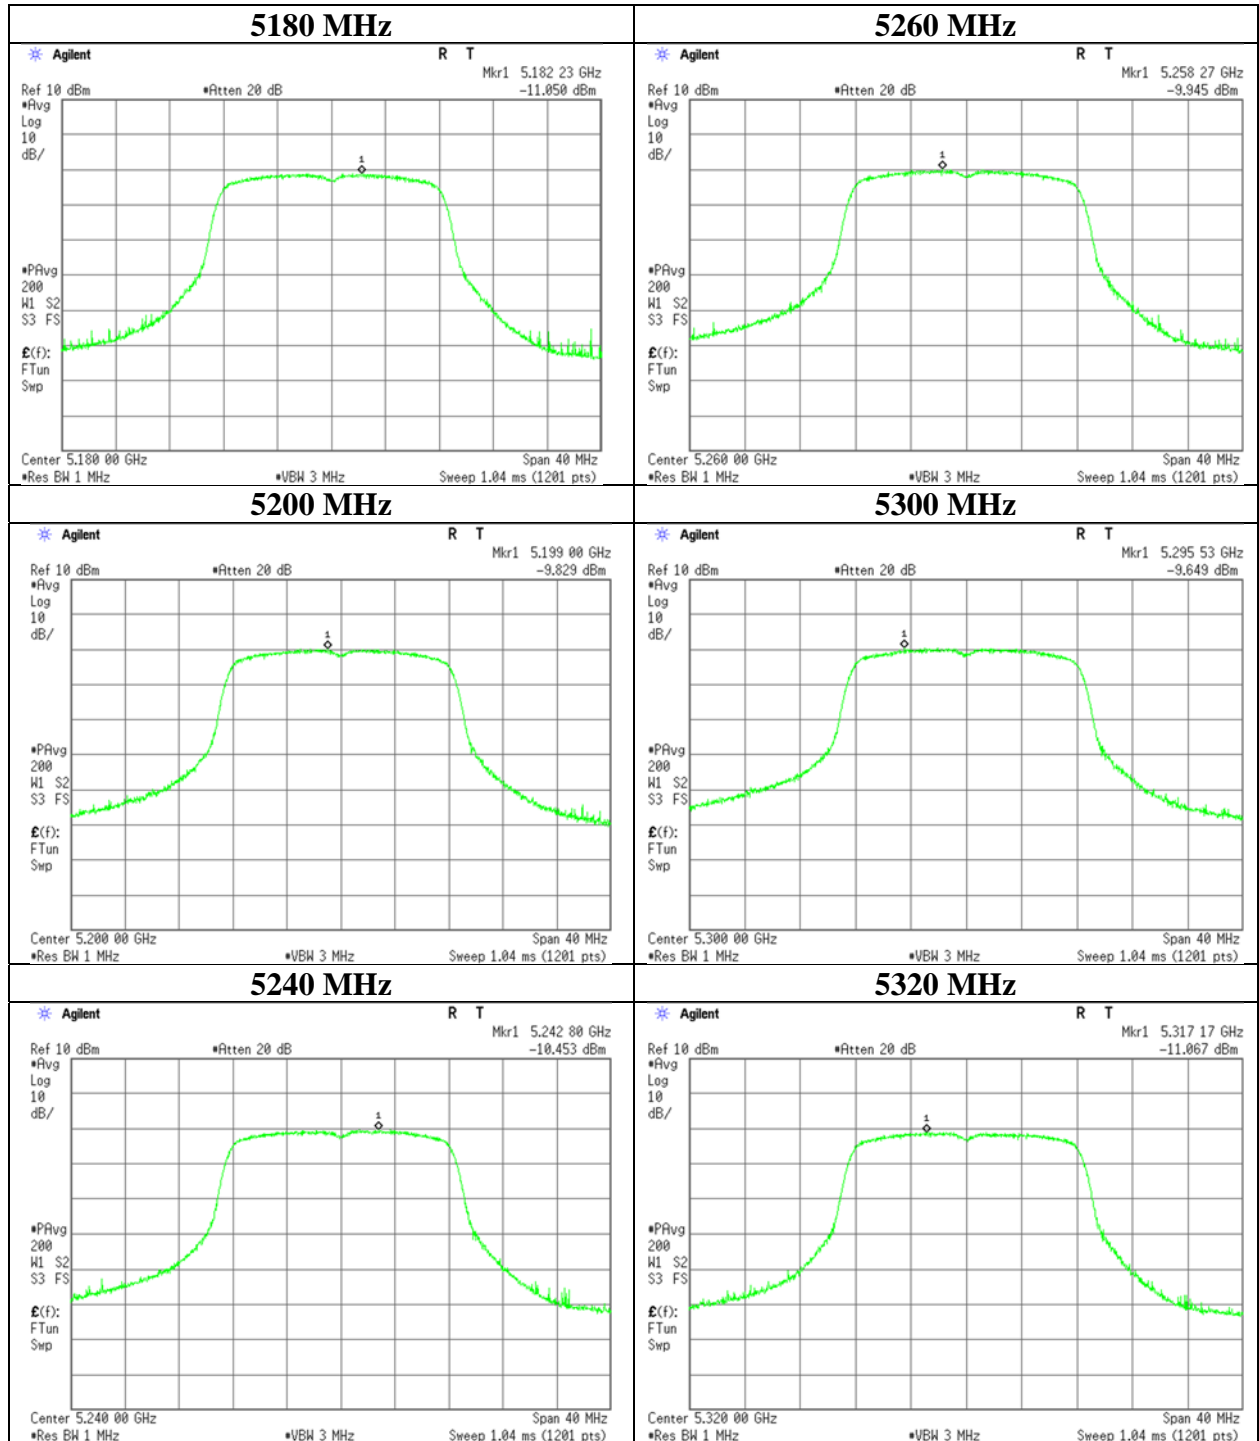 5180 MHz
Agilent R T
Mkr1 5.182 23 GHz
Ref 10 dBm *Atten 20 dB -11.050 dBm
*Avg
Log
10
dB/
1
*PAvg
200
W1 S2
S3 FS
£(f):
FTun
Swp
Center 5.180 00 GHz Span 40 MHz
*Res BW 1 MHz *VBW 3 MHz Sweep 1.04 ms (1201 pts)
5260 MHz
Agilent R T
Mkr1 5.258 27 GHz
Ref 10 dBm *Atten 20 dB -9.945 dBm
*Avg
Log
10
dB/
1
*PAvg
200
W1 S2
S3 FS
£(f):
FTun
Swp
Center 5.260 00 GHz Span 40 MHz
*Res BW 1 MHz *VBW 3 MHz Sweep 1.04 ms (1201 pts)
5200 MHz
Agilent R T
Mkr1 5.199 00 GHz
Ref 10 dBm *Atten 20 dB -9.829 dBm
*Avg
Log
10
dB/
1
*PAvg
200
W1 S2
S3 FS
£(f):
FTun
Swp
Center 5.200 00 GHz Span 40 MHz
*Res BW 1 MHz *VBW 3 MHz Sweep 1.04 ms (1201 pts)
5300 MHz
Agilent R T
Mkr1 5.295 53 GHz
Ref 10 dBm *Atten 20 dB -9.649 dBm
*Avg
Log
10
dB/
1
*PAvg
200
W1 S2
S3 FS
£(f):
FTun
Swp
Center 5.300 00 GHz Span 40 MHz
*Res BW 1 MHz *VBW 3 MHz Sweep 1.04 ms (1201 pts)
5240 MHz
Agilent R T
Mkr1 5.242 80 GHz
Ref 10 dBm *Atten 20 dB -10.453 dBm
*Avg
Log
10
dB/
1
*PAvg
200
W1 S2
S3 FS
£(f):
FTun
Swp
Center 5.240 00 GHz Span 40 MHz
*Res BW 1 MHz *VBW 3 MHz Sweep 1.04 ms (1201 pts)
5320 MHz
Agilent R T
Mkr1 5.317 17 GHz
Ref 10 dBm *Atten 20 dB -11.067 dBm
*Avg
Log
10
dB/
1
*PAvg
200
W1 S2
S3 FS
£(f):
FTun
Swp
Center 5.320 00 GHz Span 40 MHz
*Res BW 1 MHz *VBW 3 MHz Sweep 1.04 ms (1201 pts)